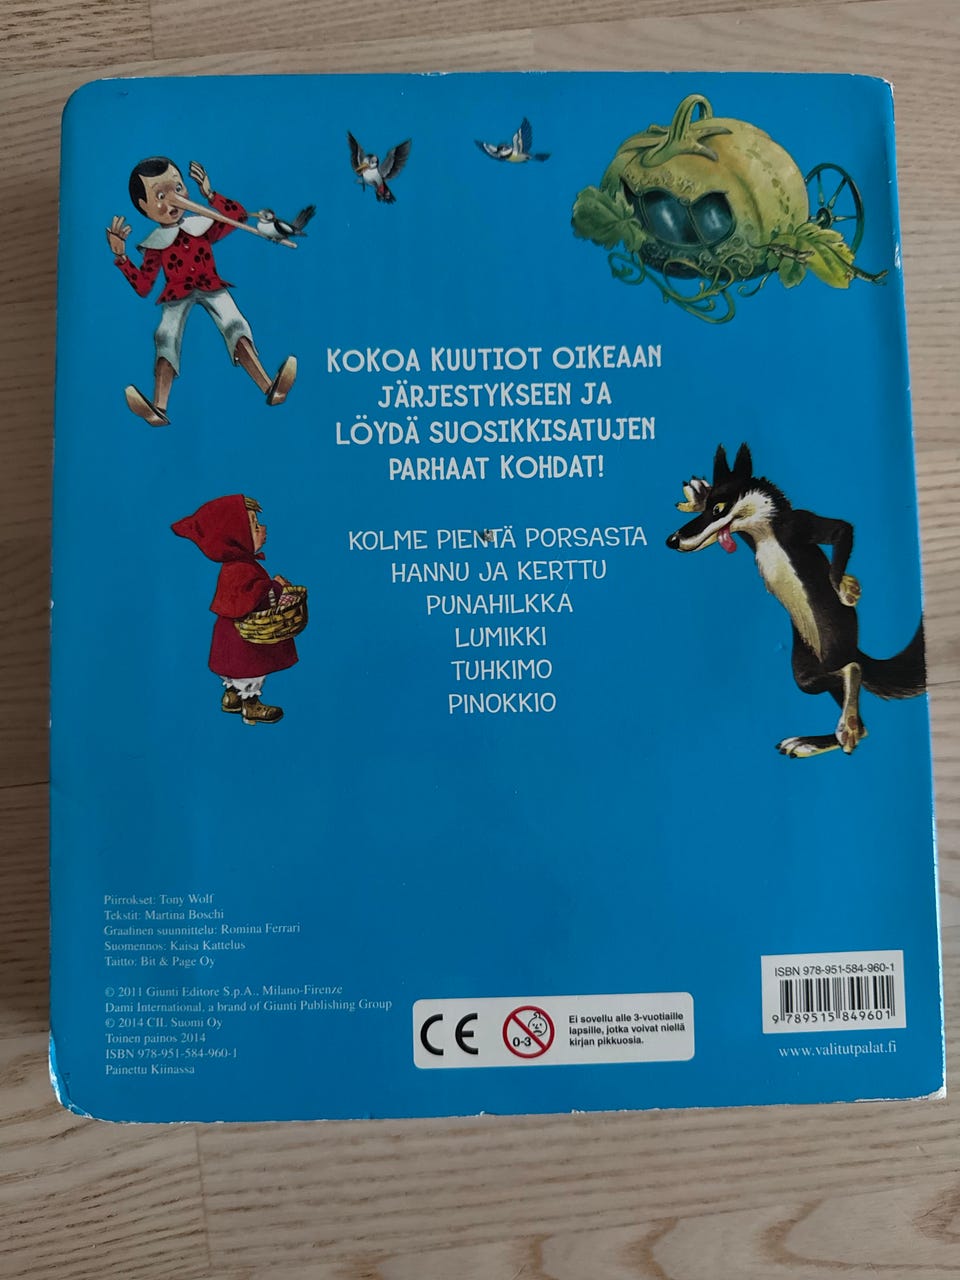 KOKOA KUUTIOT OIKEAAN
JÄRJESTYKSEEN JA
LÖYDÄ SUOSIKKISATUJEN
PARHAAT KOHDAT!
KOLME PIENTÄ PORSASTA
HANNU JA KERTTU
PUNAHILKKA
LUMIKKI
TUHKIMO
PINOKKIO
Piirrokset: Tony Wolf
Tekstit: Martina Boschi
Graafinen suunnittelu: Romina Ferrari
Suomennos: Kaisa Kattelus
Taitto: Bit & Page Oy
© 2011 Giunti Editore S.p.A., Milano-Firenze
Dami International, a brand of Giunti Publishing Group
© 2014 CIL Suomi Oy
Toinen painos 2014
ISBN 978-951-584-960-1
Painettu Kiinassa
CE
0-3
Ei sovellu alle 3-vuotiaille
lapsille, jotka voivat niellä
kirjan pikkuosia.
ISBN 978-951-584-960-1
9 789515 849601
www.valitutpalat.fi